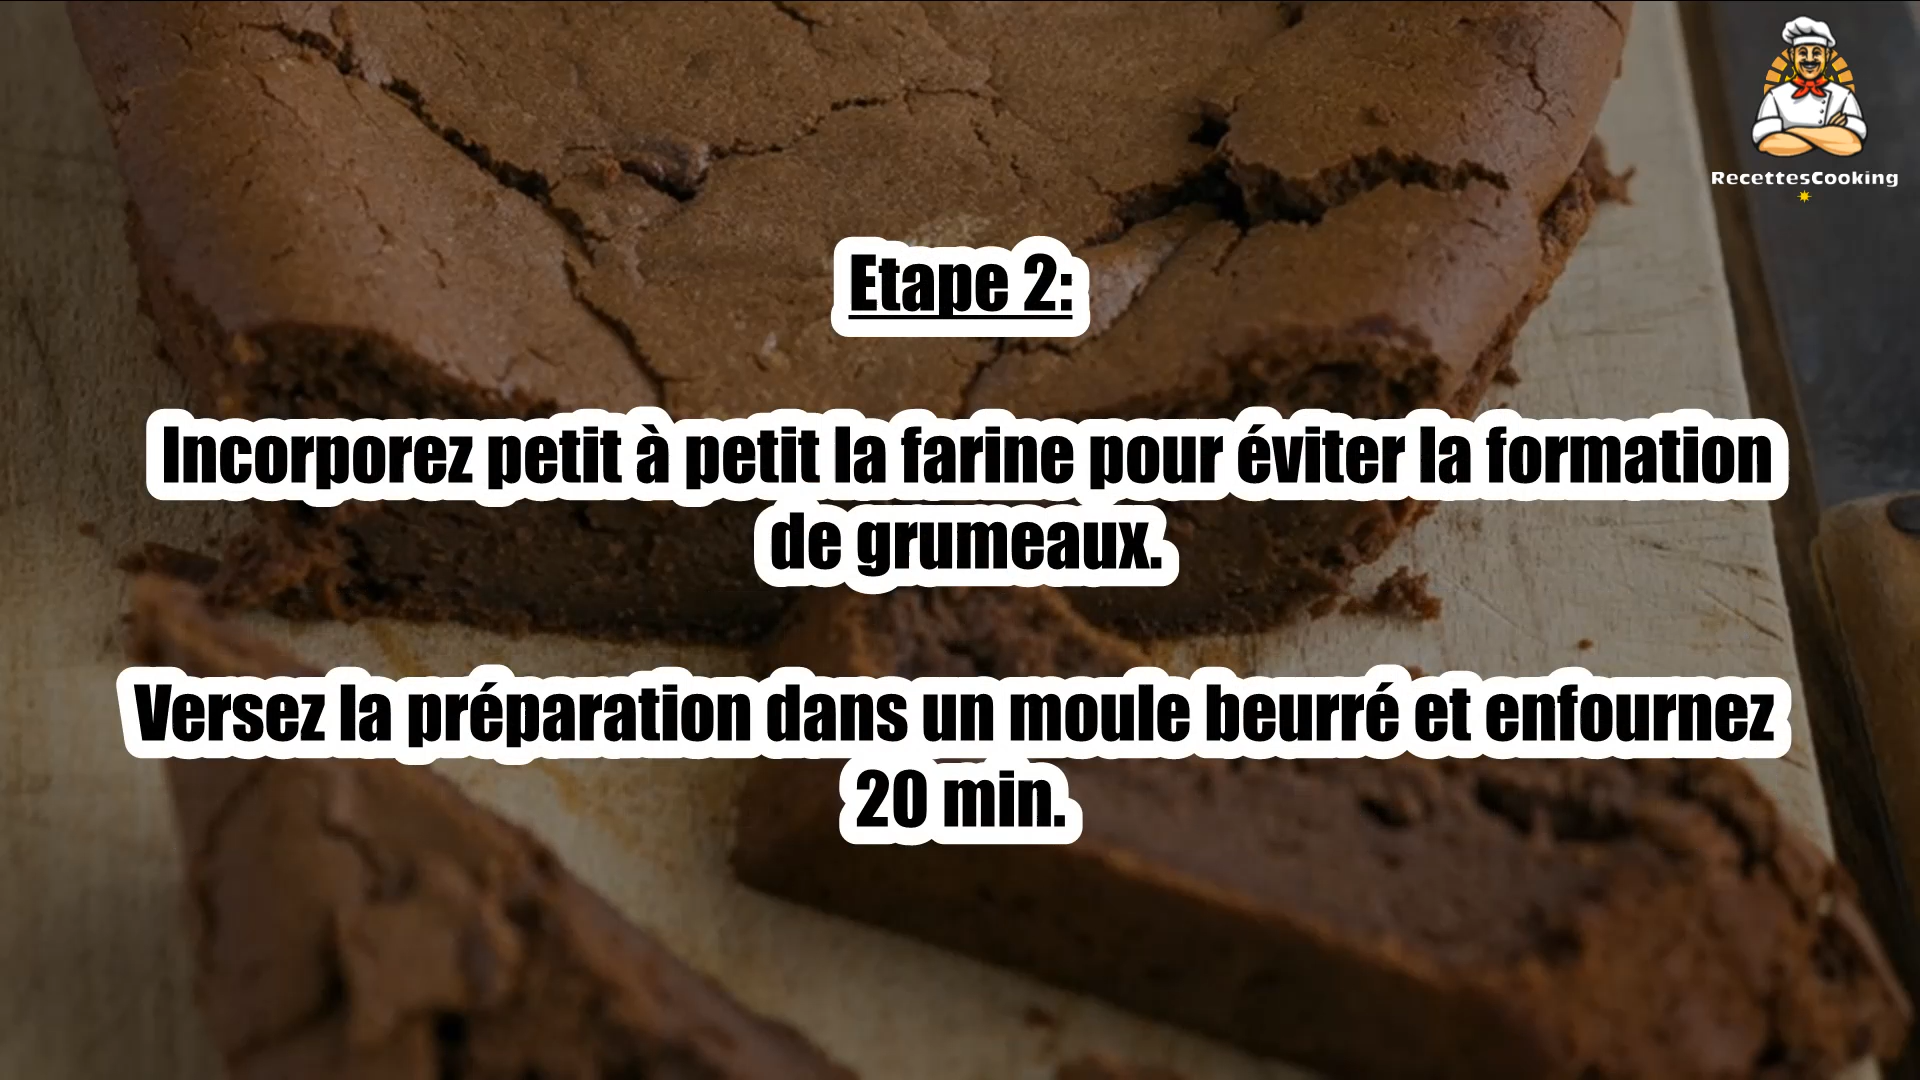 RecettesCooking
Etape 2:
Incorporez petit à petit la farine pour éviter la formation
de grumeaux.
Versez la préparation dans un moule beurré et enfournez
20 min.